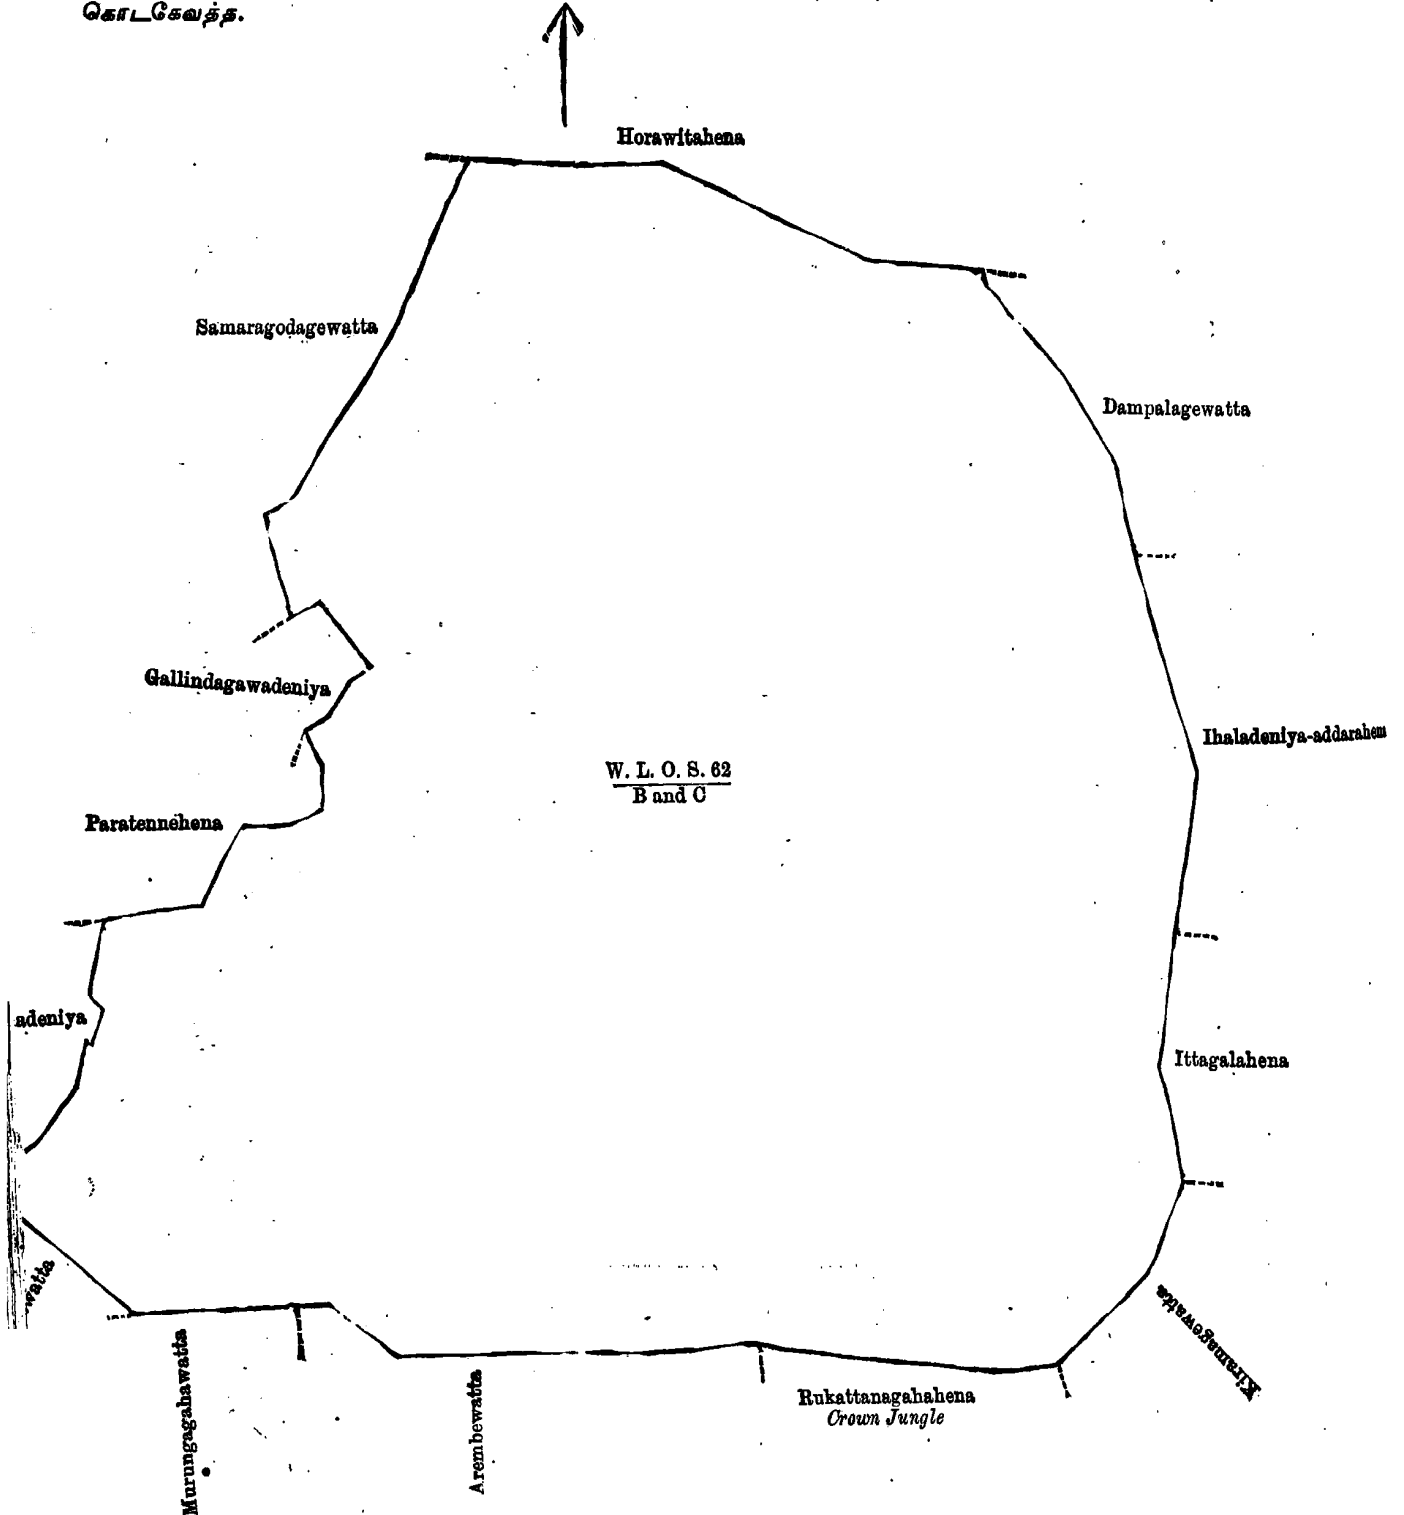 கொடகேவத்த.
Horawitahena
Samaragodagewatta
Dampalagewatta
Gallindagawadeniya
Ihaladeniya-addarahena
W. L. O. S. 62
B and C
Paratennehena
adeniya
Ittagalahena
watta
Kiramagewatta
Murungagahawatta
Arembewatta
Rukattanagahahena
Crown Jungle